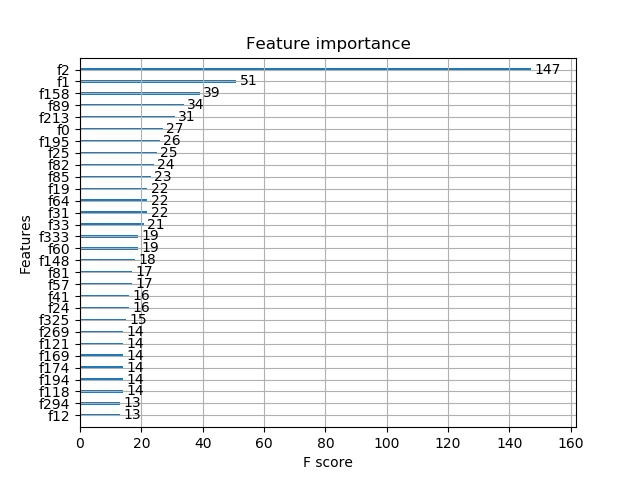 Feature importance
Features
f2 147
f1 51
f158 39
f89 34
f213 31
f0 27
f195 26
f25 25
f82 24
f85 23
f19 22
f64 22
f31 22
f33 21
f333 19
f60 19
f148 18
f81 17
f57 17
f41 16
f24 16
f325 15
f269 14
f121 14
f169 14
f174 14
f194 14
f118 14
f294 13
f12 13
0 20 40 60 80 100 120 140 160
F score